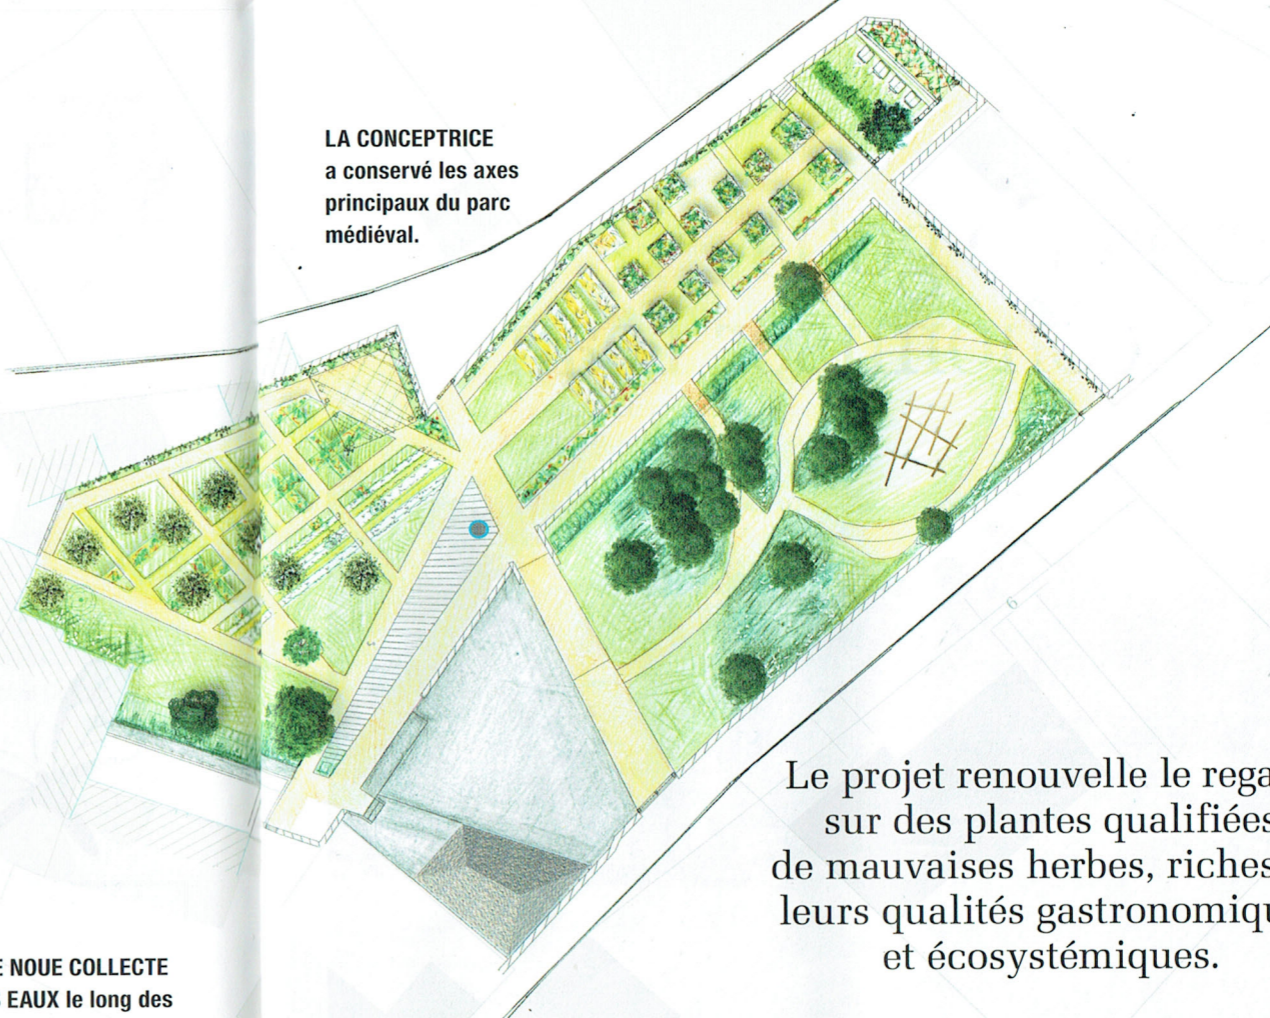 LA CONCEPTRICE
a conservé les axes
principaux du parc
médiéval.
Le projet renouvelle le rega
sur des plantes qualifiées
de mauvaises herbes, riches
leurs qualités gastronomiqu
et écosystémiques.
E NOUE COLLECTE
EAUX le long des